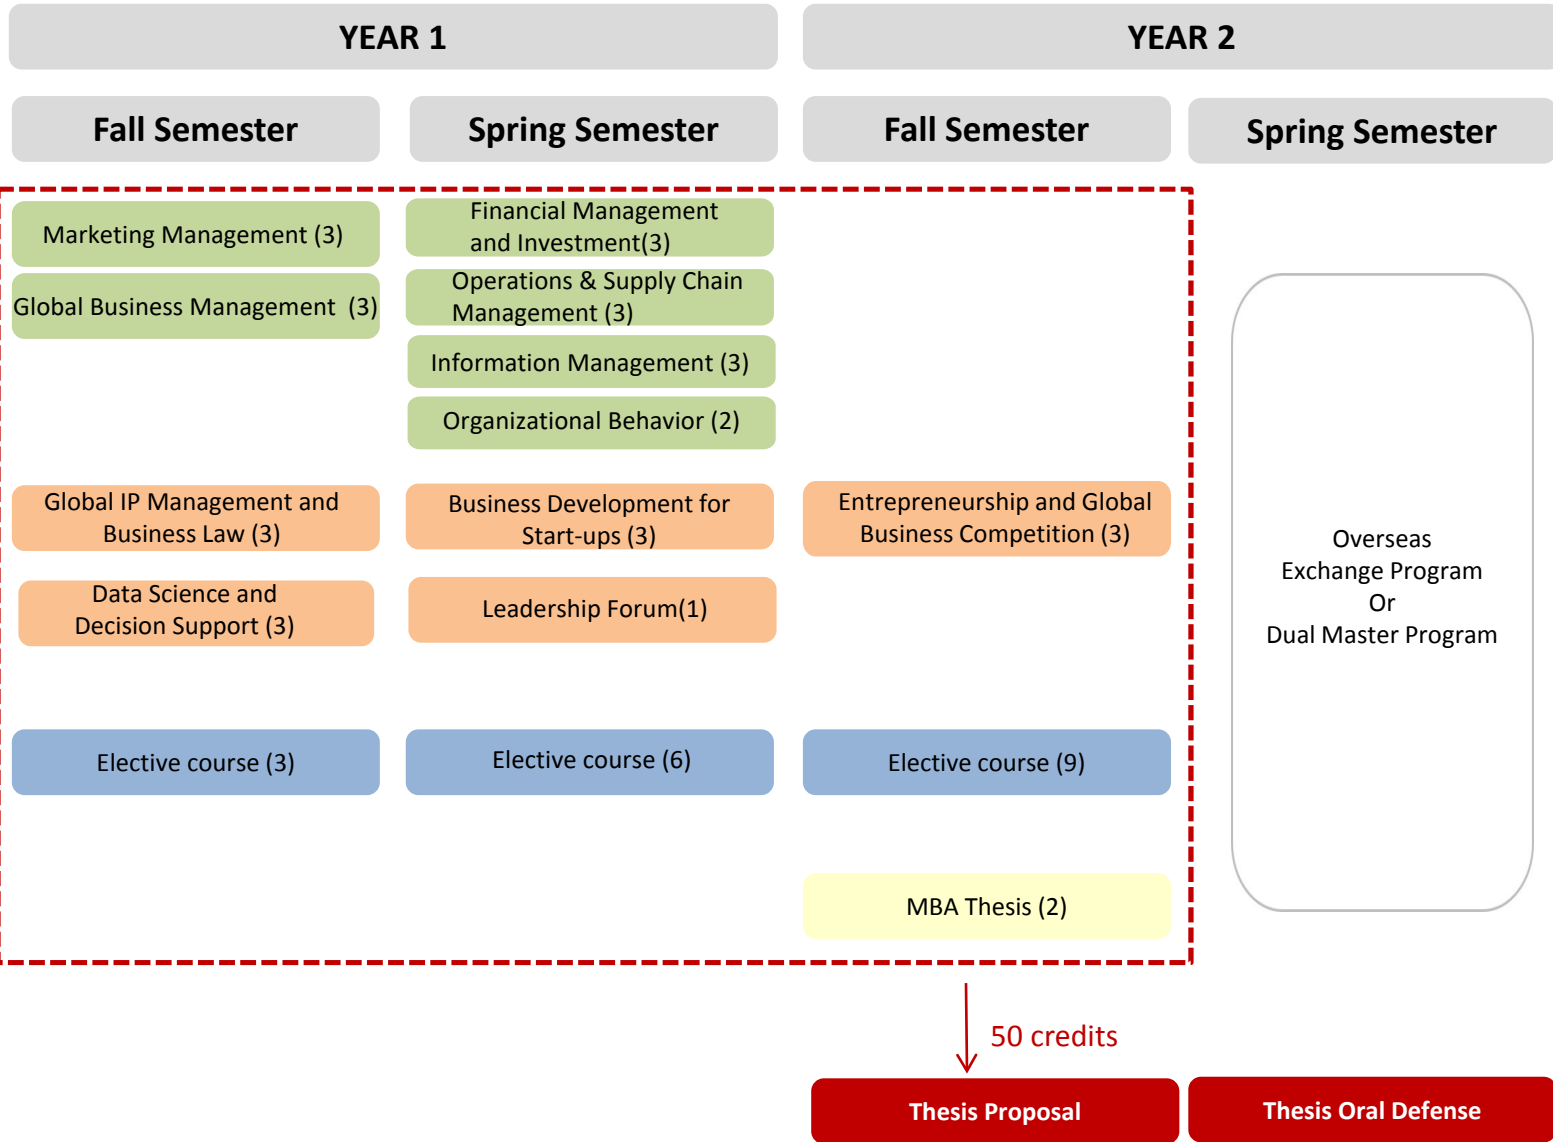 YEAR 1
YEAR 2
Fall Semester
Spring Semester
Fall Semester
Spring Semester
Marketing Management (3)
Global Business Management  (3)
Financial Management
and Investment(3)
Operations & Supply Chain
Management (3)
Information Management (3)
Organizational Behavior (2)
Global IP Management and
Business Law (3)
Business Development for
Start-ups (3)
Entrepreneurship and Global
Business Competition (3)
Data Science and
Decision Support (3)
Leadership Forum(1)
Overseas
Exchange Program
Or
Dual Master Program
Elective course (3)
Elective course (6)
Elective course (9)
MBA Thesis (2)
50 credits
Thesis Proposal
Thesis Oral Defense